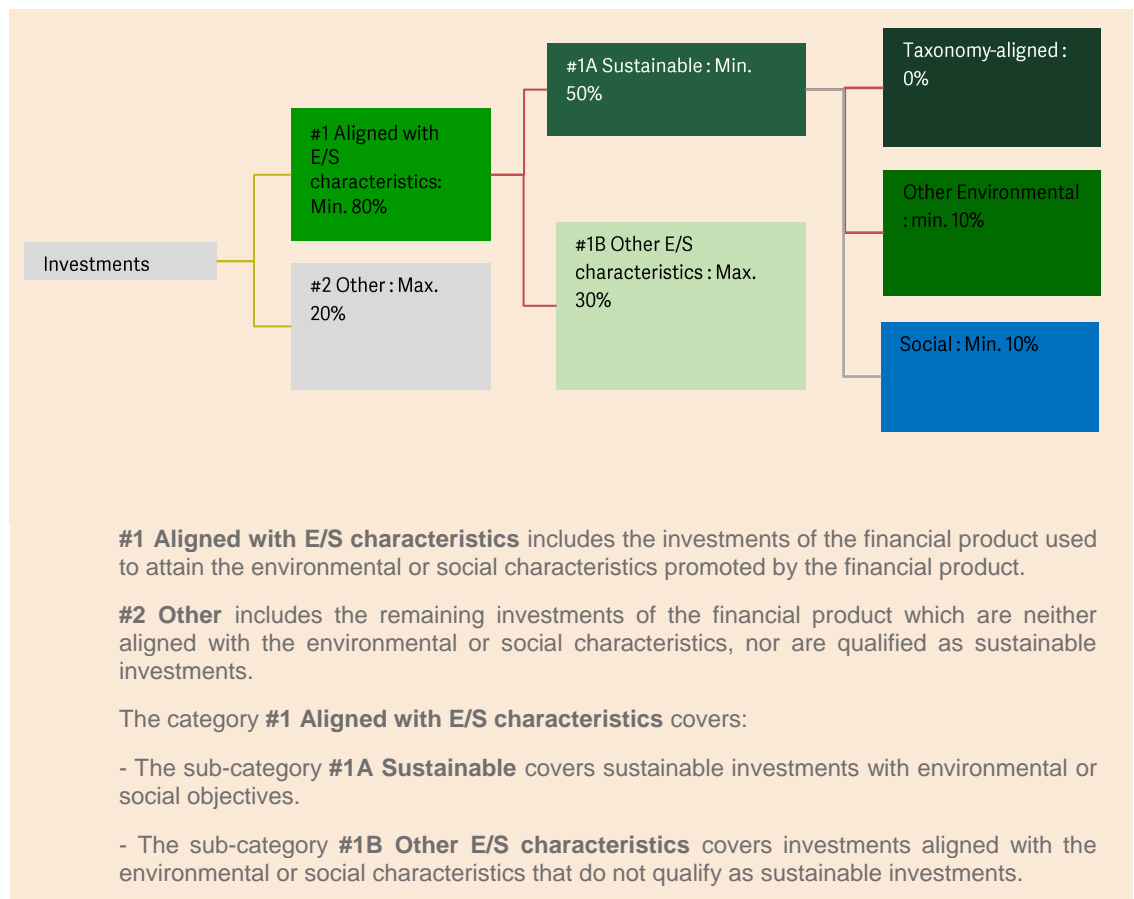 Investments
#1 Aligned with
E/S
characteristics:
Min. 80%
#2 Other : Max.
20%
#1A Sustainable : Min.
50%
#1B Other E/S
characteristics : Max.
30%
Taxonomy-aligned :
0%
Other Environmental
: min. 10%
Social : Min. 10%
#1 Aligned with E/S characteristics includes the investments of the financial product used
to attain the environmental or social characteristics promoted by the financial product.
#2 Other includes the remaining investments of the financial product which are neither
aligned with the environmental or social characteristics, nor are qualified as sustainable
investments.
The category #1 Aligned with E/S characteristics covers:
- The sub-category #1A Sustainable covers sustainable investments with environmental or
social objectives.
- The sub-category #1B Other E/S characteristics covers investments aligned with the
environmental or social characteristics that do not qualify as sustainable investments.